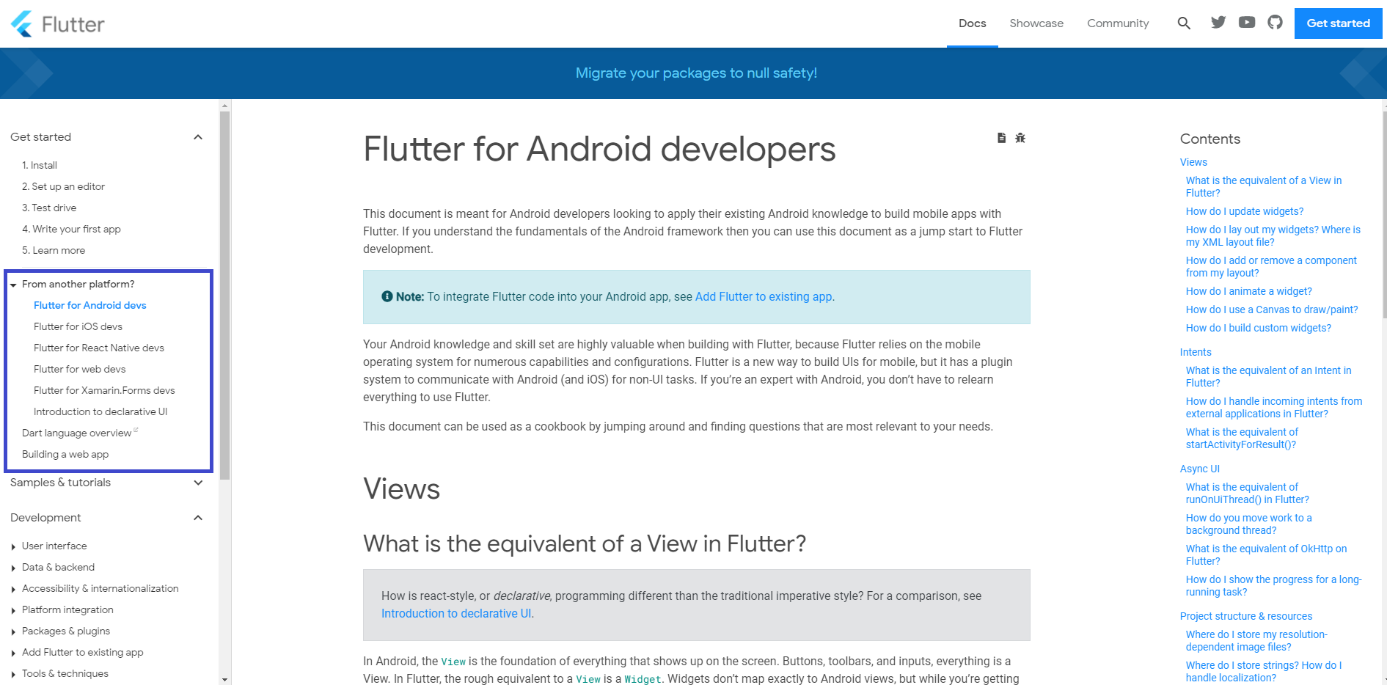 Flutter
Docs
Showcase
Community
Get started
Migrate your packages to null safety!
Get started
1. Install
2. Set up an editor
3. Test drive
4. Write your first app
5. Learn more
From another platform?
Flutter for Android devs
Flutter for iOS devs
Flutter for React Native devs
Flutter for web devs
Flutter for Xamarin.Forms devs
Introduction to declarative UI
Dart language overview
Building a web app
Samples & tutorials
Development
User interface
Data & backend
Accessibility & internationalization
Platform integration
Packages & plugins
Add Flutter to existing app
Tools & techniques
Flutter for Android developers
This document is meant for Android developers looking to apply their existing Android knowledge to build mobile apps with
Flutter. If you understand the fundamentals of the Android framework then you can use this document as a jump start to Flutter
development.
Note: To integrate Flutter code into your Android app, see Add Flutter to existing app.
Your Android knowledge and skill set are highly valuable when building with Flutter, because Flutter relies on the mobile
operating system for numerous capabilities and configurations. Flutter is a new way to build UIs for mobile, but it has a plugin
system to communicate with Android (and iOS) for non-UI tasks. If you're an expert with Android, you don't have to relearn
everything to use Flutter.
This document can be used as a cookbook by jumping around and finding questions that are most relevant to your needs.
Views
What is the equivalent of a View in Flutter?
How is react-style, or declarative, programming different than the traditional imperative style? For a comparison, see
Introduction to declarative UI.
In Android, the View is the foundation of everything that shows up on the screen. Buttons, toolbars, and inputs, everything is a
View. In Flutter, the rough equivalent to a View is a Widget. Widgets don't map exactly to Android views, but while you're getting
Contents
Views
What is the equivalent of a View in
Flutter?
How do I update widgets?
How do I lay out my widgets? Where is
my XML layout file?
How do I add or remove a component
from my layout?
How do I animate a widget?
How do I use a Canvas to draw/paint?
How do I build custom widgets?
Intents
What is the equivalent of an Intent in
Flutter?
How do I handle incoming intents from
external applications in Flutter?
What is the equivalent of
startActivityForResult()?
Async UI
What is the equivalent of
runOnUiThread() in Flutter?
How do you move work to a
background thread?
What is the equivalent of OkHttp on
Flutter?
How do I show the progress for a long-
running task?
Project structure & resources
Where do I store my resolution-
dependent image files?
Where do I store strings? How do I
handle localization?